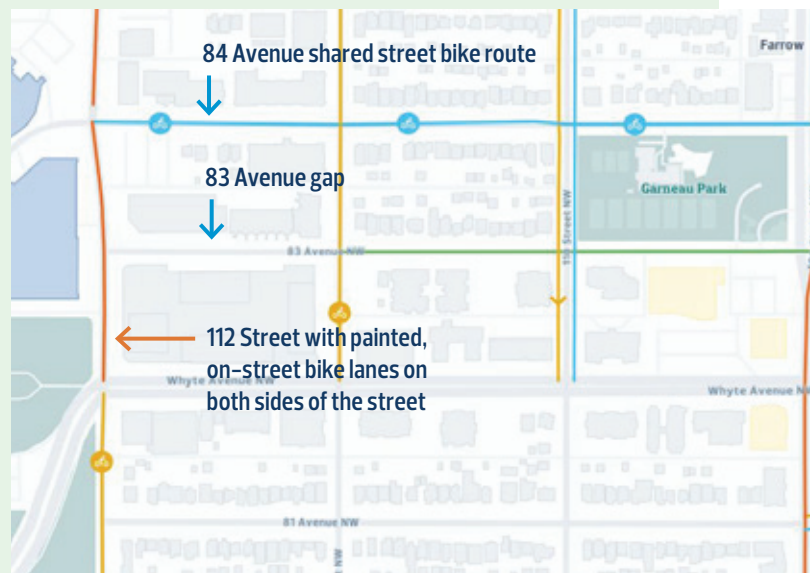 84 Avenue shared street bike route
Farrow
83 Avenue gap
Garneau Park
110 Street NW
83 Avenue NW
112 Street with painted,
on-street bike lanes on
both sides of the street
Whyte Avenue NW
Whyte Avenue N
81 Avenue NW